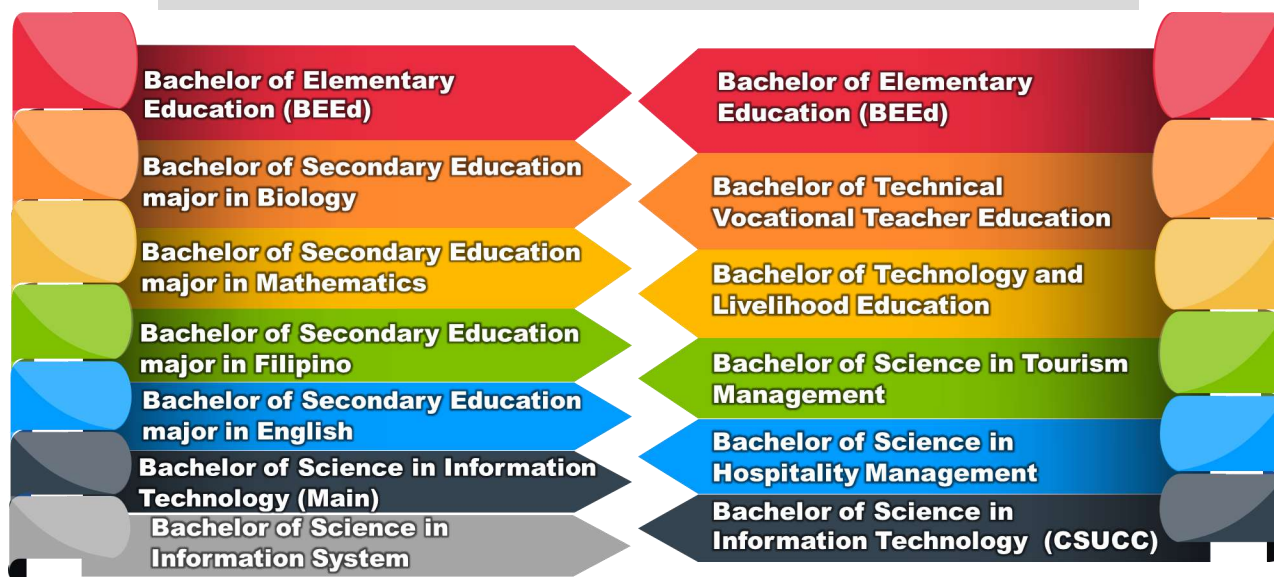 Bachelor of Elementary
Education (BEEd)
Bachelor of Secondary Education
major in Biology
Bachelor of Secondary Education
major in Mathematics
Bachelor of Secondary Education
major in Filipino
Bachelor of Secondary Education
major in English
Bachelor of Science in Information
Technology (Main)
Bachelor of Science in
Information System
Bachelor of Elementary
Education (BEEd)
Bachelor of Technical
Vocational Teacher Education
Bachelor of Technology and
Livelihood Education
Bachelor of Science in Tourism
Management
Bachelor of Science in
Hospitality Management
Bachelor of Science in
Information Technology (CSUCC)